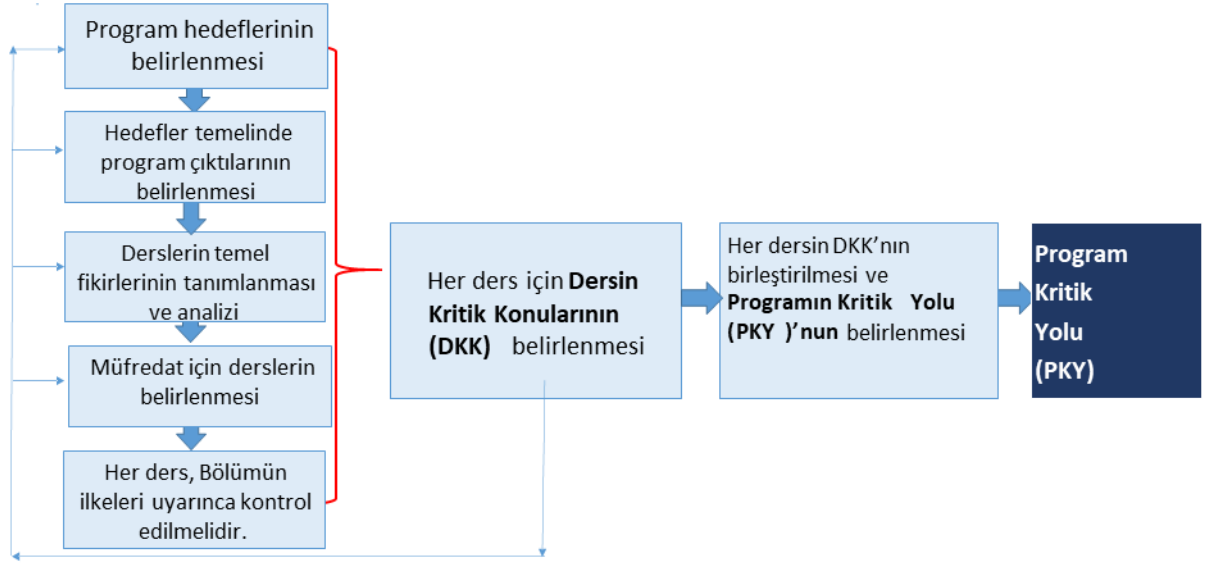 Program hedeflerinin
belirlenmesi
Hedefler temelinde
program çıktılarının
belirlenmesi
Derslerin temel
fikirlerinin tanımlanması
ve analizi
Müfredat için derslerin
belirlenmesi
Her ders, Bölümün
ilkeleri uyarınca kontrol
edilmelidir.
Her ders için Dersin
Kritik Konularının
(DKK) belirlenmesi
Her dersin DKK’nın
birleştirilmesi ve
Programın Kritik Yolu
(PKY )’nun belirlenmesi
Program
Kritik
Yolu
(PKY)